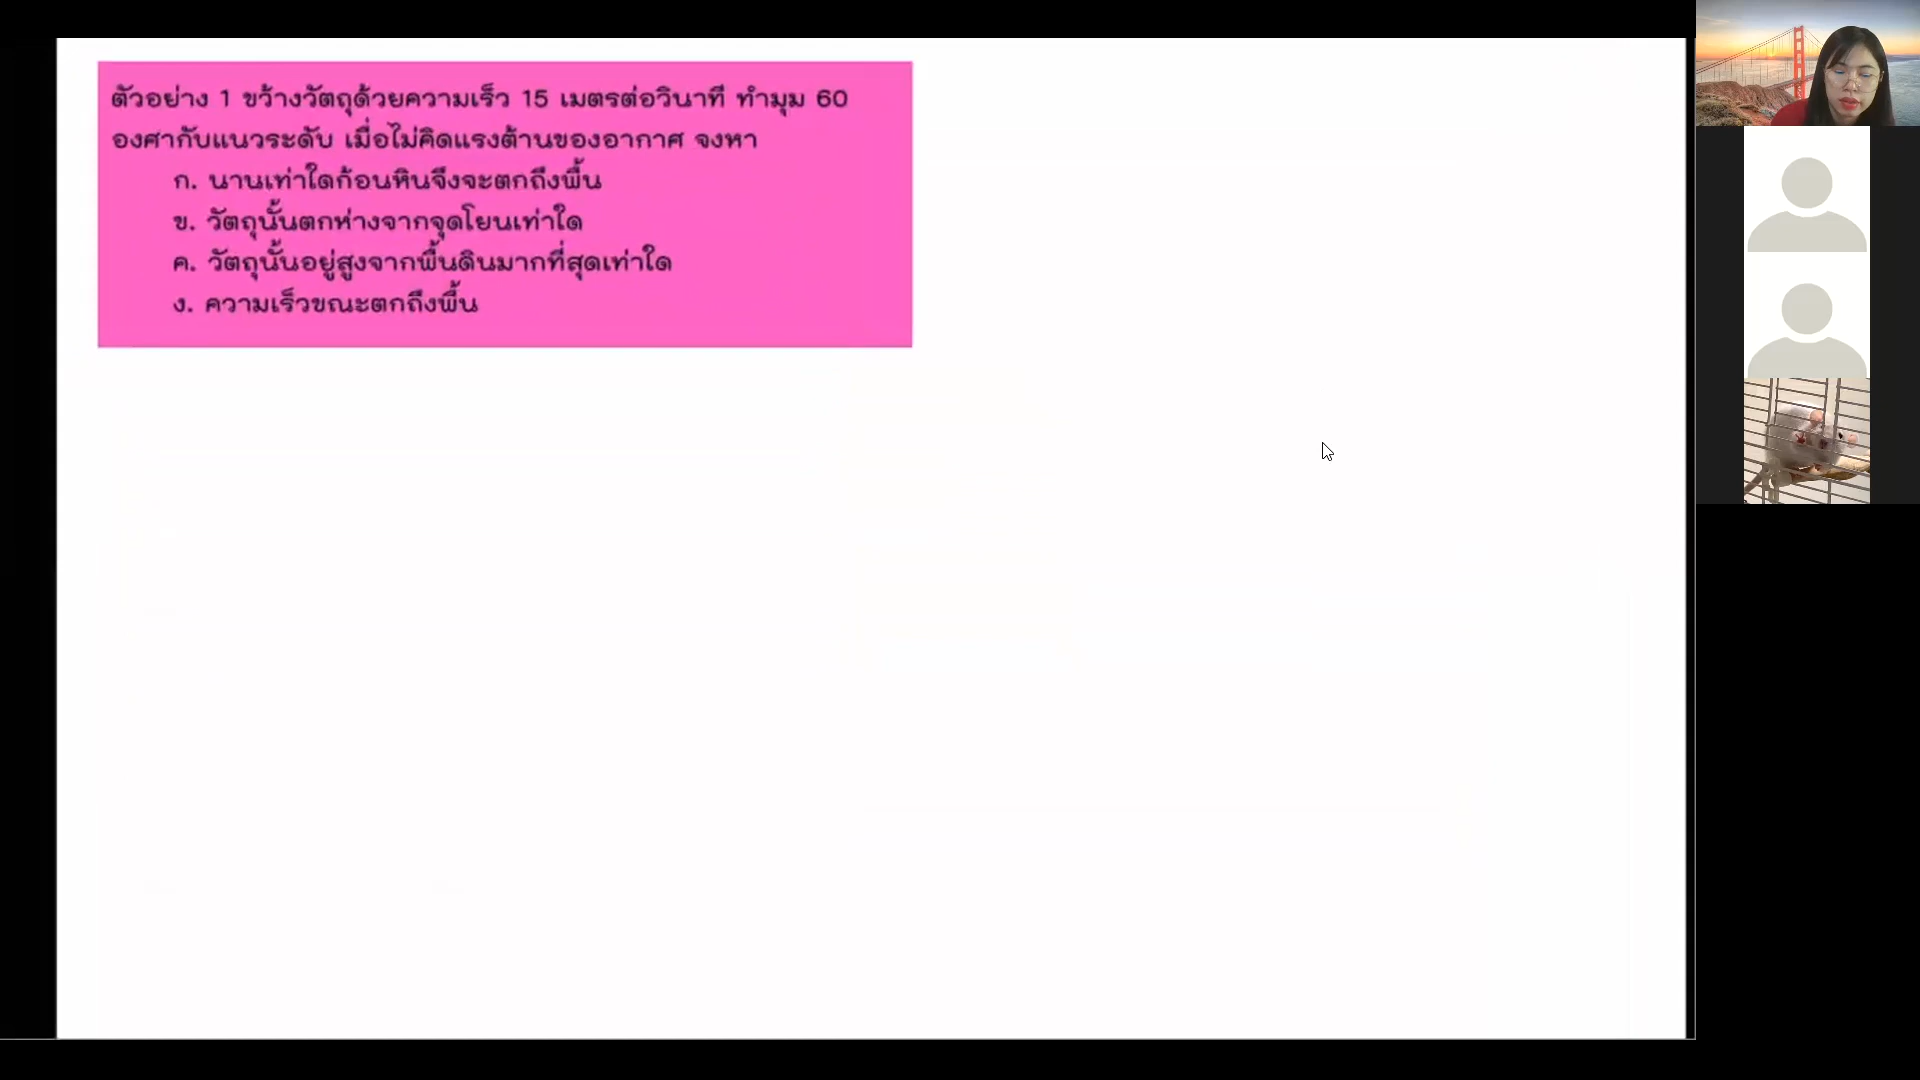 ตัวอย่าง 1 ขว้างวัตถุด้วยความเร็ว 15 เมตรต่อวินาที ทำมุม 60
องศากับแนวระดับ เมื่อไม่คิดแรงต้านของอากาศ จงหา
ก. นานเท่าใดก้อนหินจึงจะตกถึงพื้น
ข. วัตถุนั้นตกห่างจากจุดโยนเท่าใด
ค. วัตถุนั้นอยู่สูงจากพื้นดินมากที่สุดเท่าใด
ง. ความเร็วขณะตกถึงพื้น